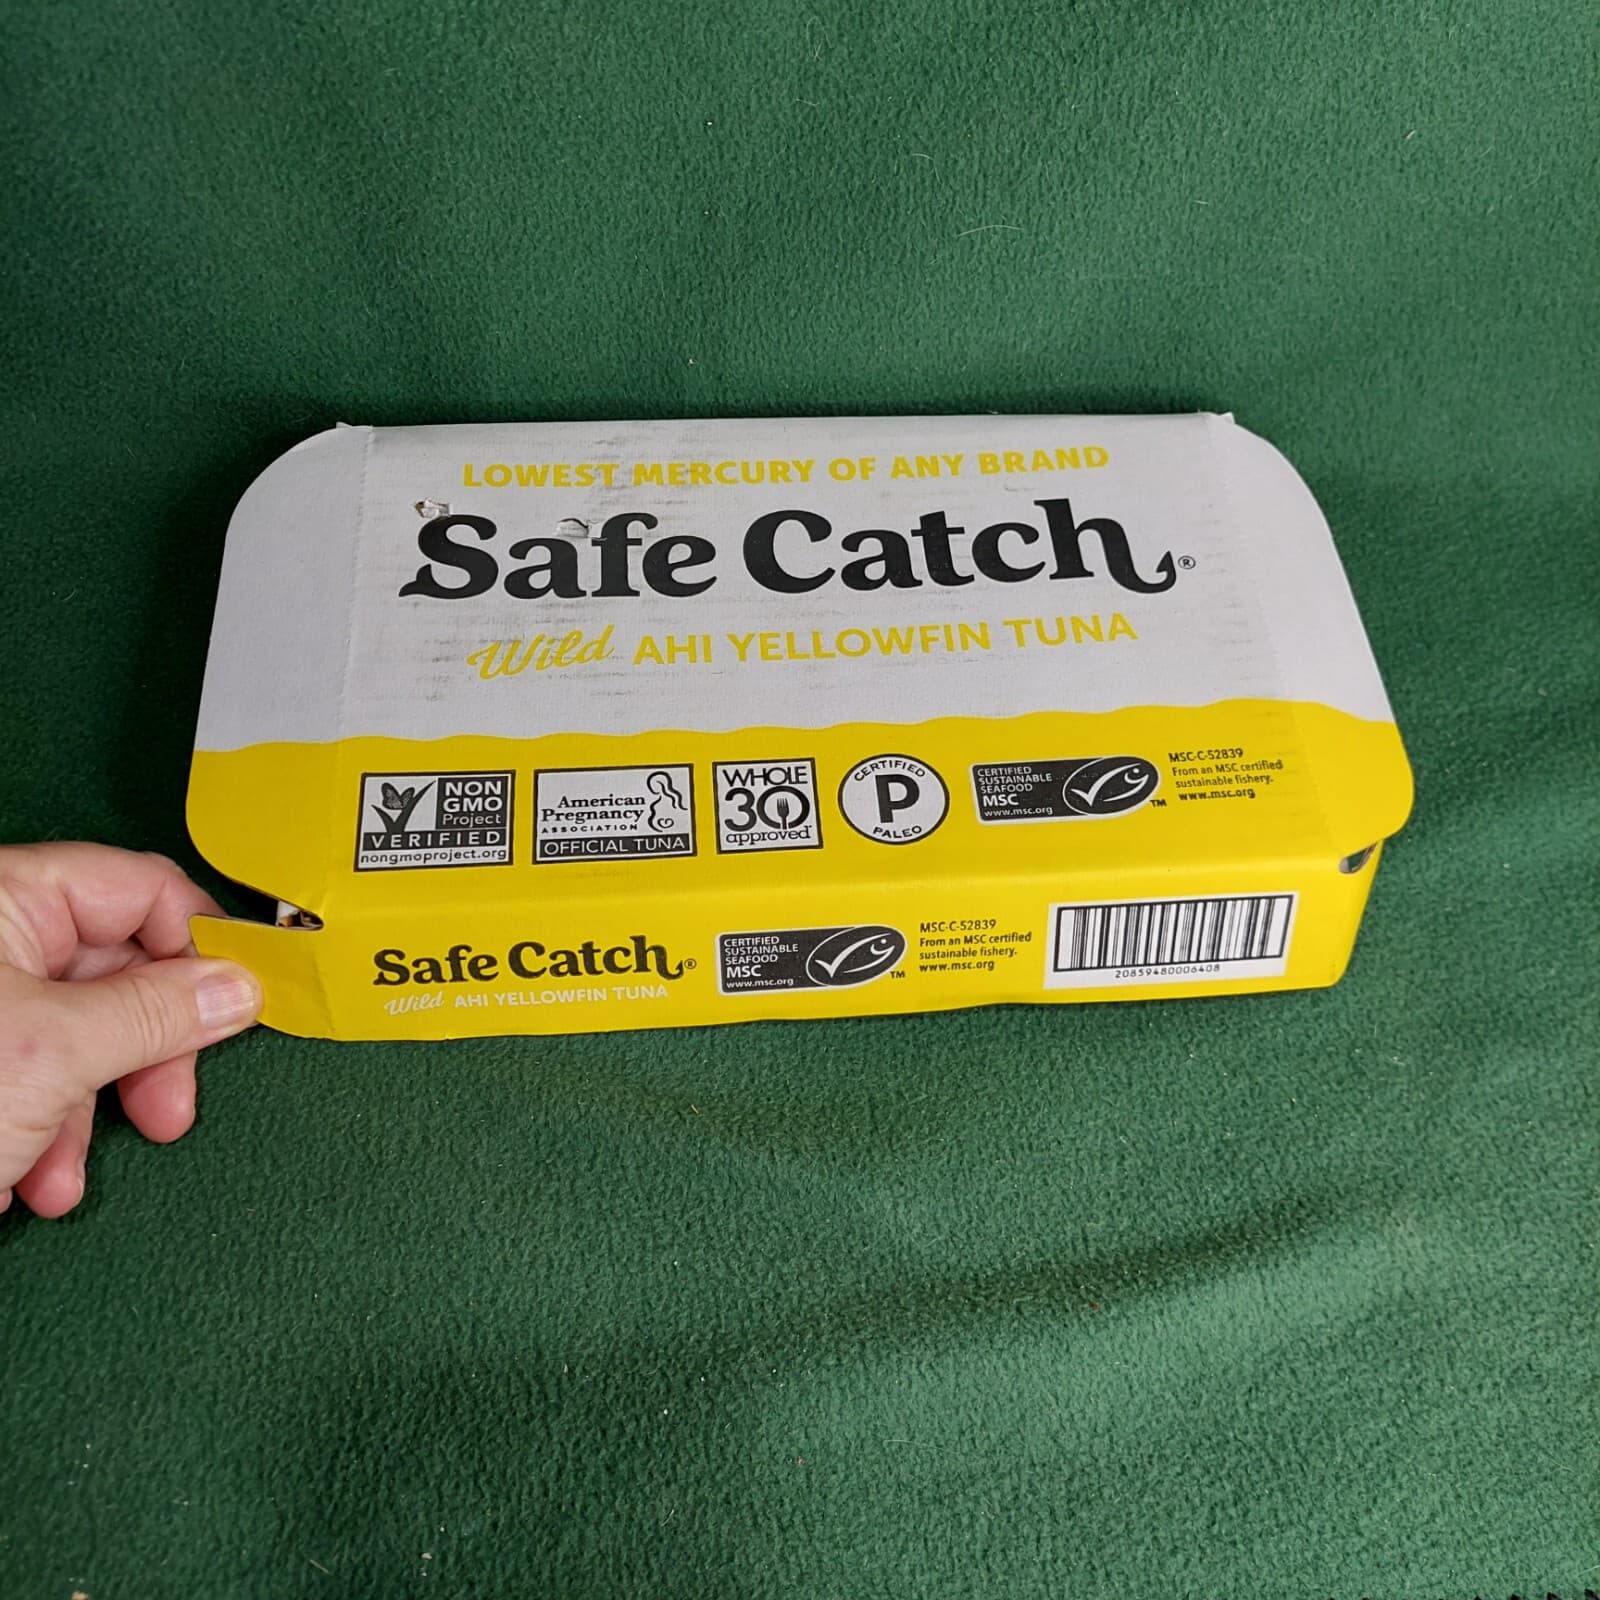 LOWEST MERCURY OF ANY BRAND
Safe Catch®
Wild AHI YELLOWFIN TUNA
NON
GMO
Project
VERIFIED
nongmoproject.org
American
Pregnancy
ASSOCIATION
OFFICIAL TUNA
WHOLE
30
approved
CERTIFIED
P
PALEO
CERTIFIED
SUSTAINABLE
SEAFOOD
MSC
www.msc.org
TM
MSC-C-52839
From an MSC certified
sustainable fishery.
www.msc.org
Safe Catch®
Wild AHI YELLOWFIN TUNA
CERTIFIED
SUSTAINABLE
SEAFOOD
MSC
www.msc.org
TM
MSC-C-52839
From an MSC certified
sustainable fishery.
www.msc.org
20859480006408